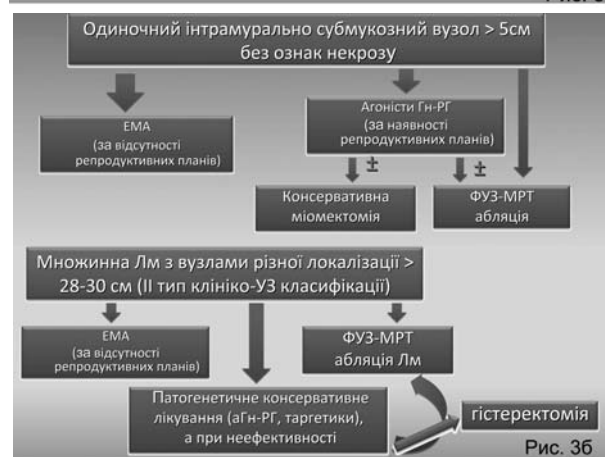 Одиночний інтрамурально субмукозний вузол > 5см
без ознак некрозу
ЕМА
(за відсутності
репродуктивних планів)
Агоністи Гн-РГ
(за наявності
репродуктивних планів)
±
±
Консервативна
міомектомія
ФУЗ-МРТ
абляція
Множинна Лм з вузлами різної локалізації >
28-30 см (ІІ тип клініко-УЗ класифікації)
ЕМА
(за відсутності
репродуктивних планів)
ФУЗ-МРТ
абляція Лм
Патогенетичне консервативне
лікування (аГн-РГ, таргетики),
а при неефективності
гістеректомія
Рис. 3б